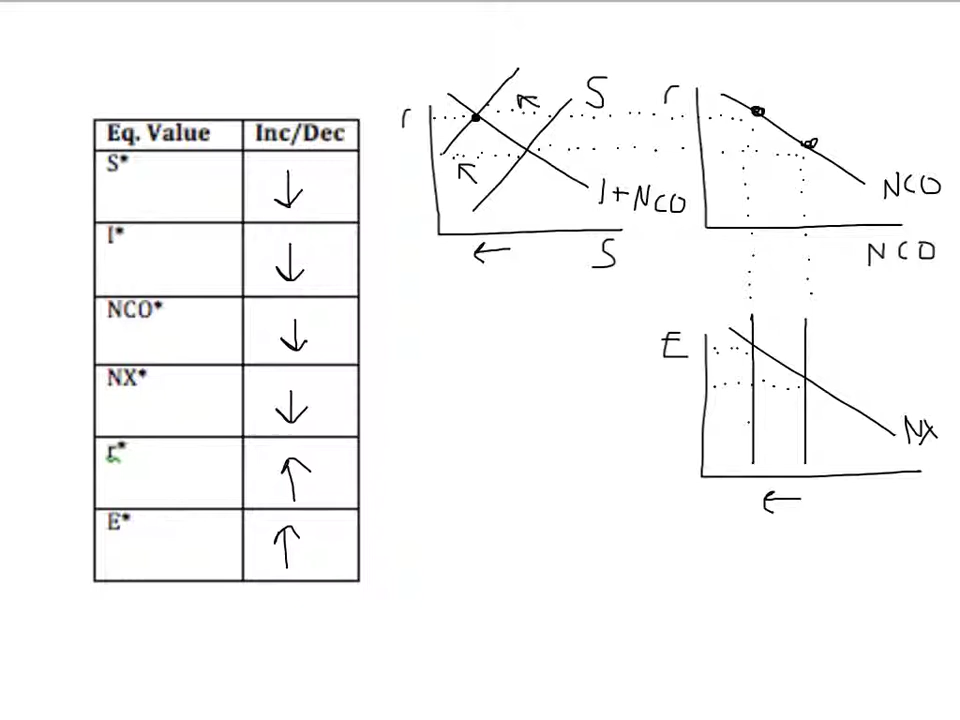 Eq. Value Inc/Dec
S* ↓
I* ↓
NCO* ↓
NX* ↓
r* ↑
E* ↑
r S
I+NCO
S
r
NCO
NCO
E
NX